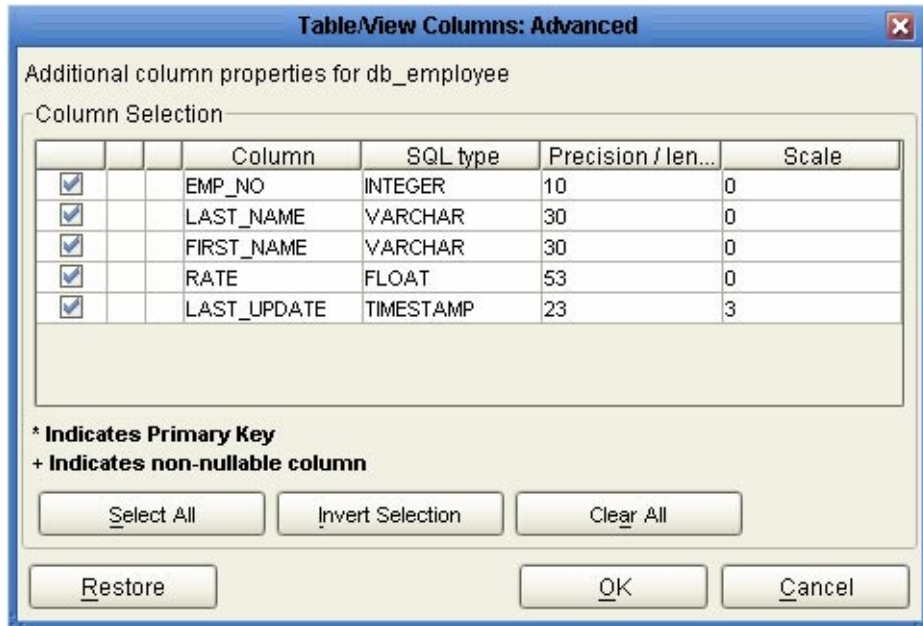 Table/View Columns: Advanced
Additional column properties for db_employee
Column Selection
Column SQL type Precision / len... Scale
EMP_NO INTEGER 10 0
LAST_NAME VARCHAR 30 0
FIRST_NAME VARCHAR 30 0
RATE FLOAT 53 0
LAST_UPDATE TIMESTAMP 23 3
* Indicates Primary Key
+ Indicates non-nullable column
Select All Invert Selection Clear All
Restore OK Cancel